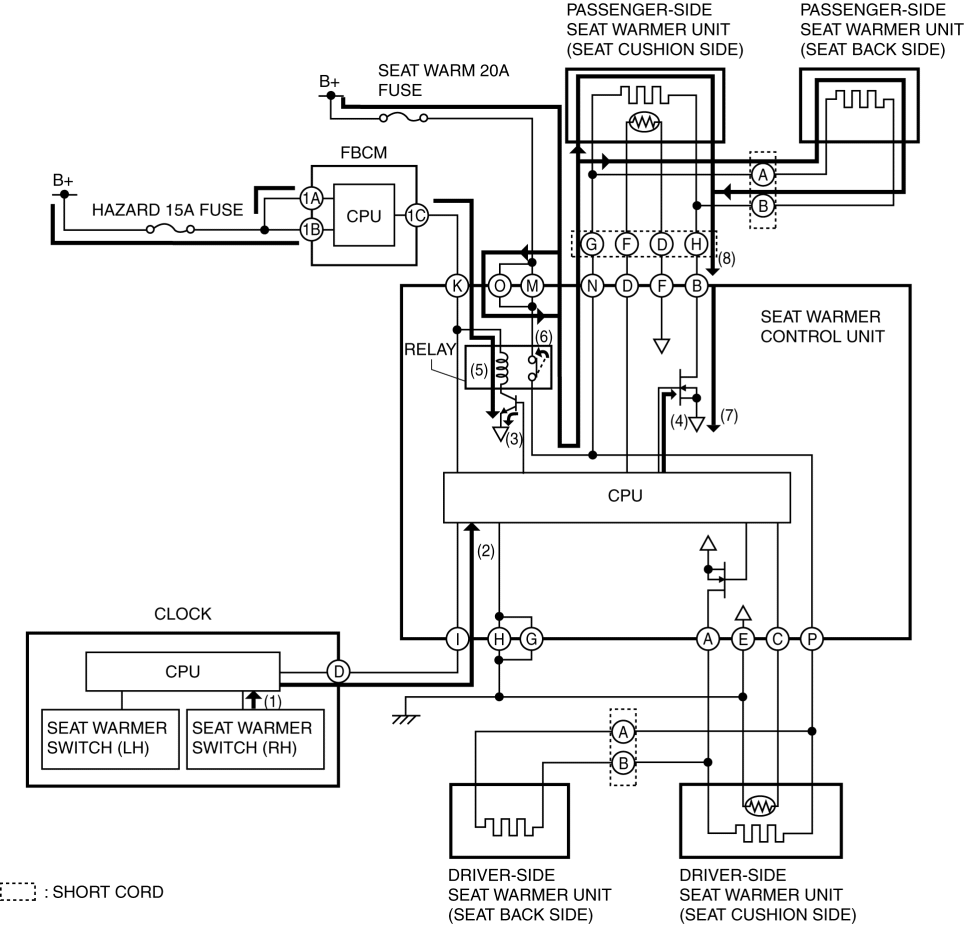 PASSENGER-SIDE
SEAT WARMER UNIT
(SEAT CUSHION SIDE)
PASSENGER-SIDE
SEAT WARMER UNIT
(SEAT BACK SIDE)
SEAT WARM 20A
FUSE
B+
FBCM
B+
HAZARD 15A FUSE
1A
1B
CPU
1C
A
B
G
F
D
H
(8)
K
O
M
N
D
F
B
SEAT WARMER
CONTROL UNIT
RELAY
(5)
(6)
(3)
(4)
(7)
CPU
(2)
I
H
G
A
E
C
P
CLOCK
CPU
D
(1)
SEAT WARMER
SWITCH (LH)
SEAT WARMER
SWITCH (RH)
A
B
DRIVER-SIDE
SEAT WARMER UNIT
(SEAT BACK SIDE)
DRIVER-SIDE
SEAT WARMER UNIT
(SEAT CUSHION SIDE)
: SHORT CORD